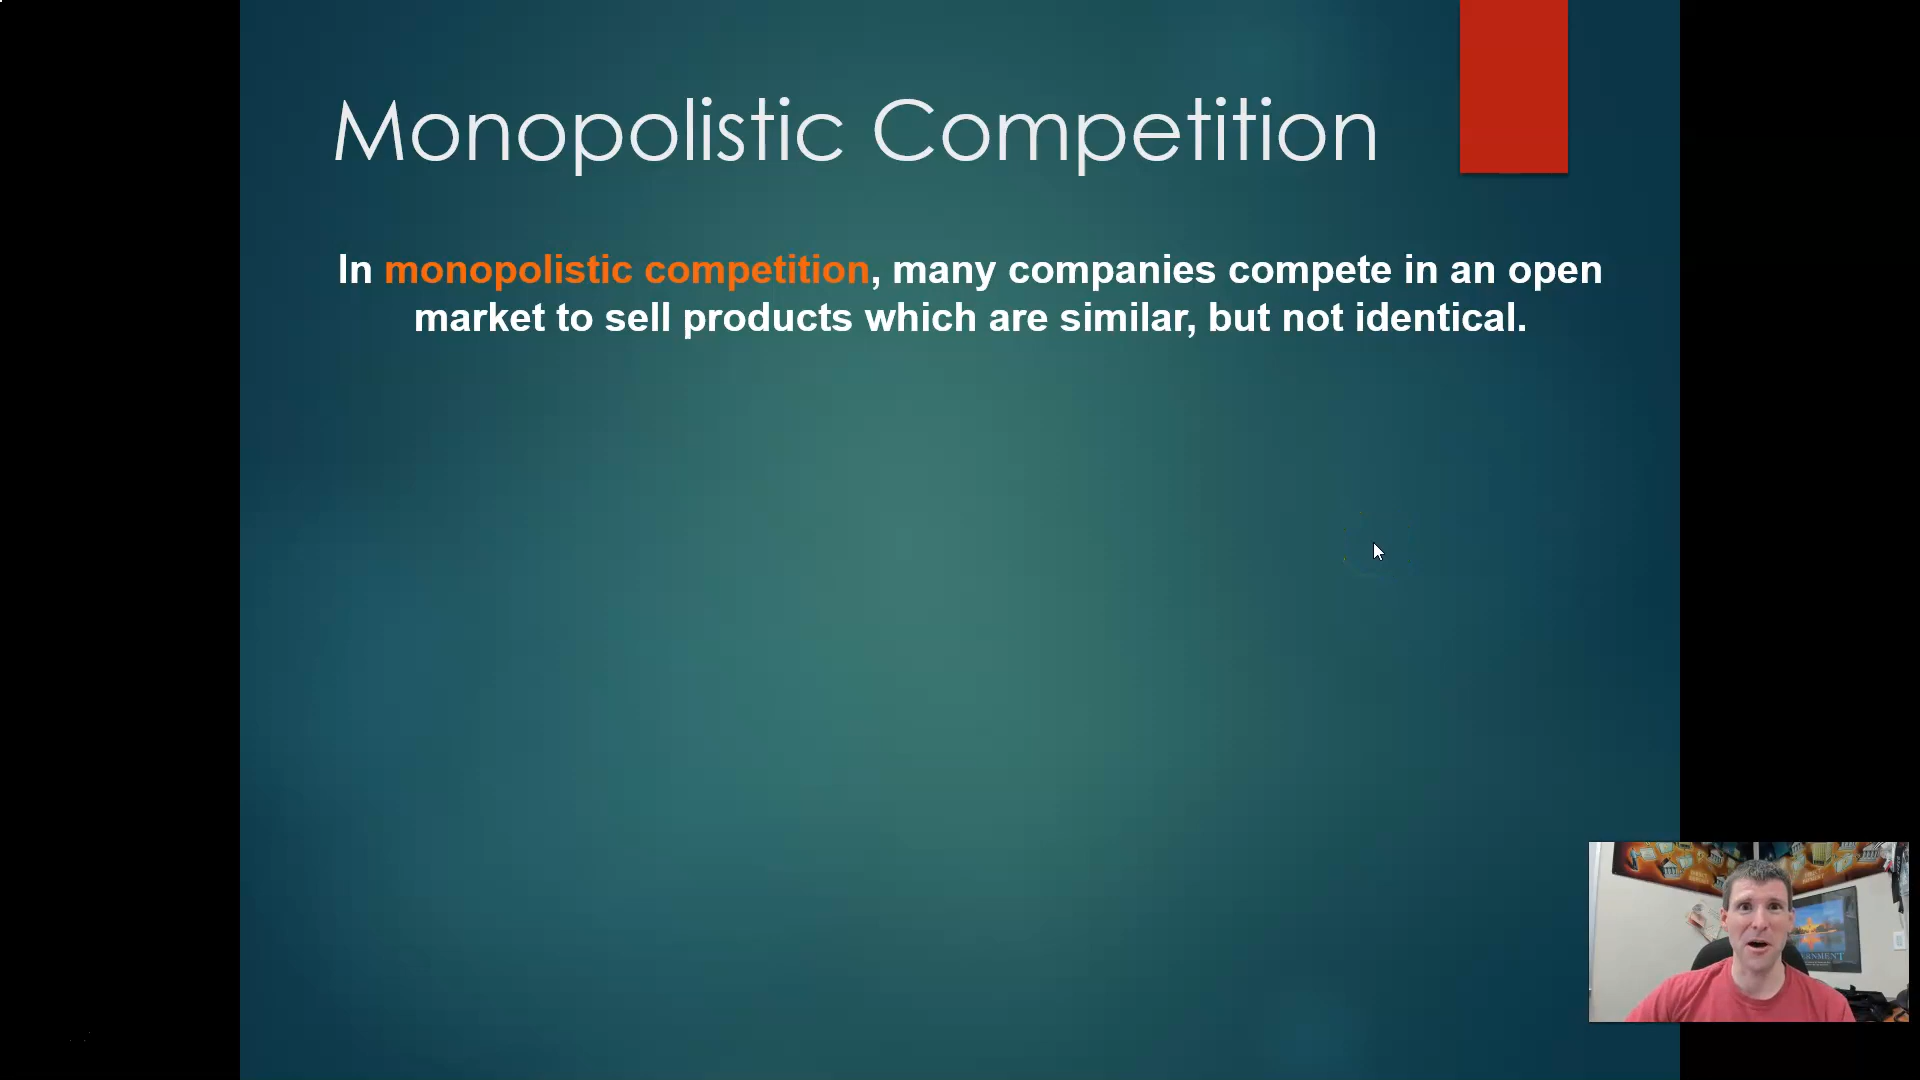 Monopolistic Competition
In monopolistic competition, many companies compete in an open
market to sell products which are similar, but not identical.